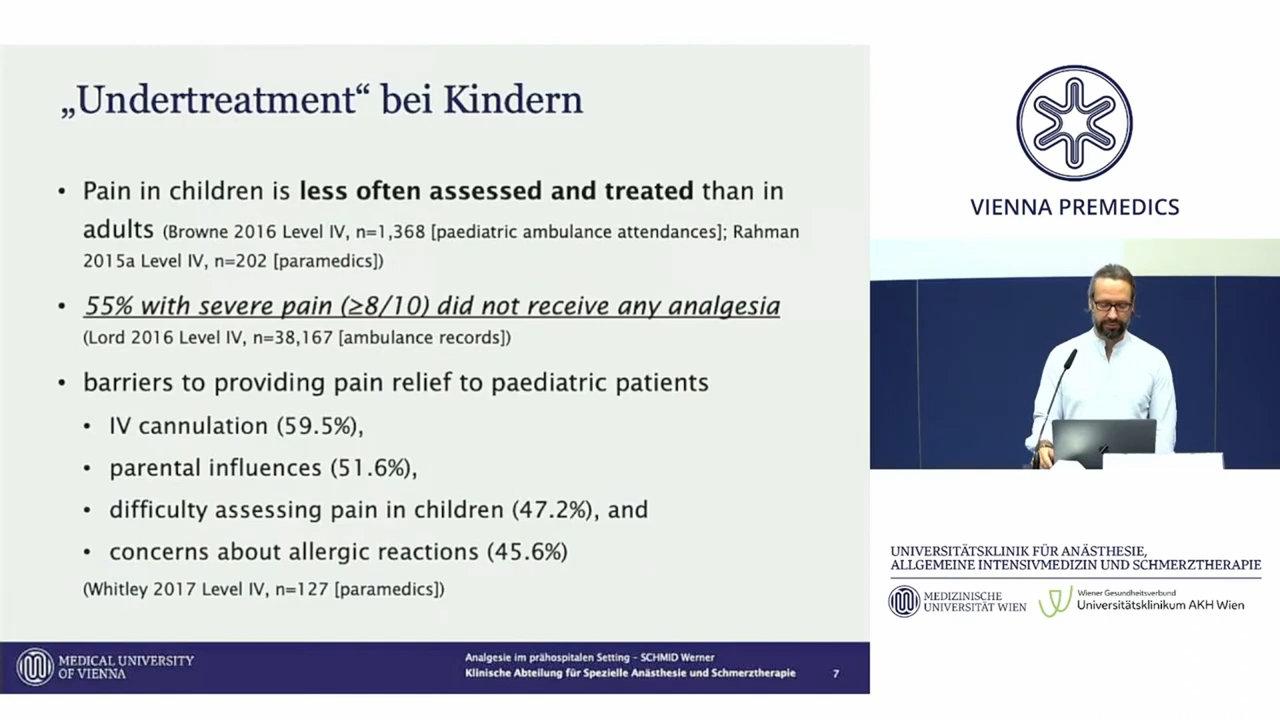 „Undertreatment“ bei Kindern
• Pain in children is less often assessed and treated than in
adults (Browne 2016 Level IV, n=1,368 [paediatric ambulance attendances]; Rahman
2015a Level IV, n=202 [paramedics])
• 55% with severe pain (≥8/10) did not receive any analgesia
(Lord 2016 Level IV, n=38,167 [ambulance records])
• barriers to providing pain relief to paediatric patients
• IV cannulation (59.5%),
• parental influences (51.6%),
• difficulty assessing pain in children (47.2%), and
• concerns about allergic reactions (45.6%)
(Whitley 2017 Level IV, n=127 [paramedics])
MEDICAL UNIVERSITY
OF VIENNA
Analgesie im prähospitalen Setting – SCHMID Werner
Klinische Abteilung für Spezielle Anästhesie und Schmerztherapie
7
VIENNA PREMEDICS
UNIVERSITÄTSKLINIK FÜR ANÄSTHESIE,
ALLGEMEINE INTENSIVMEDIZIN UND SCHMERZTHERAPIE
MEDIZINISCHE
UNIVERSITÄT WIEN
Wiener Gesundheitsverbund
Universitätsklinikum AKH Wien